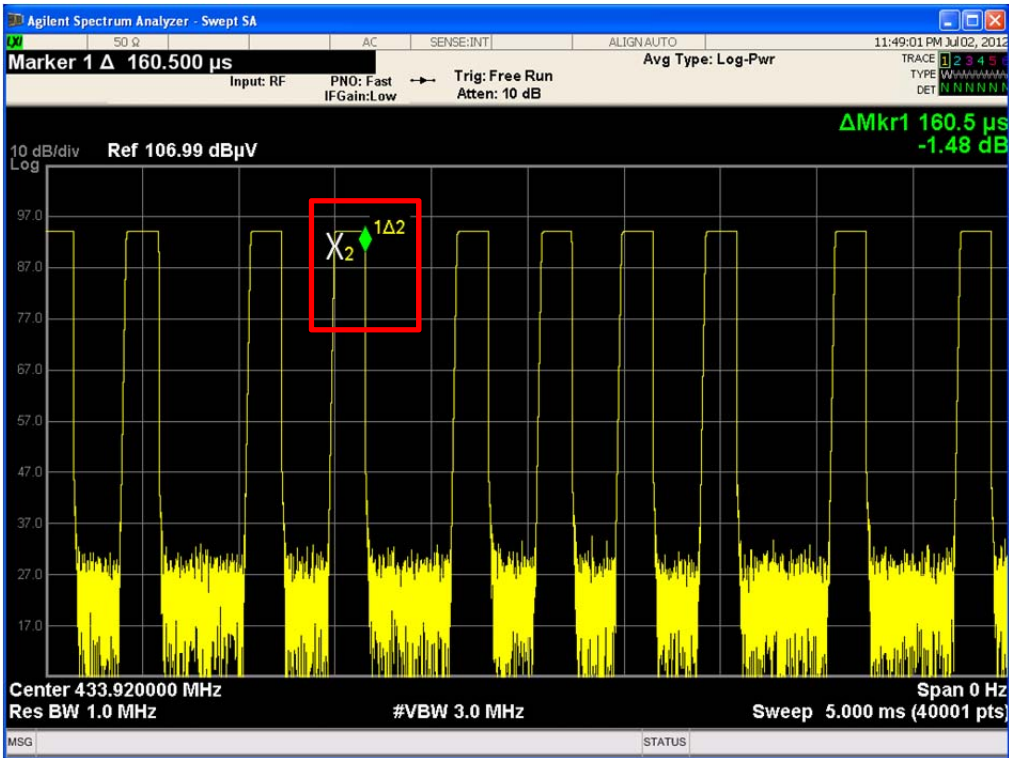 Agilent Spectrum Analyzer - Swept SA
LXI 50 Ω AC SENSE:INT ALIGNAUTO 11:49:01 PM Jul 02, 2012
Marker 1 Δ 160.500 µs
Input: RF PNO: Fast Trig: Free Run Avg Type: Log-Pwr TRACE 1 2 3 4 5 6
IFGain:Low Atten: 10 dB TYPE
DET N N N N N N
ΔMkr1 160.5 µs
-1.48 dB
10 dB/div Ref 106.99 dBµV
Log
97.0
1Δ2
X2
87.0
77.0
67.0
57.0
47.0
37.0
27.0
17.0
Center 433.920000 MHz Span 0 Hz
Res BW 1.0 MHz #VBW 3.0 MHz Sweep 5.000 ms (40001 pts)
MSG STATUS